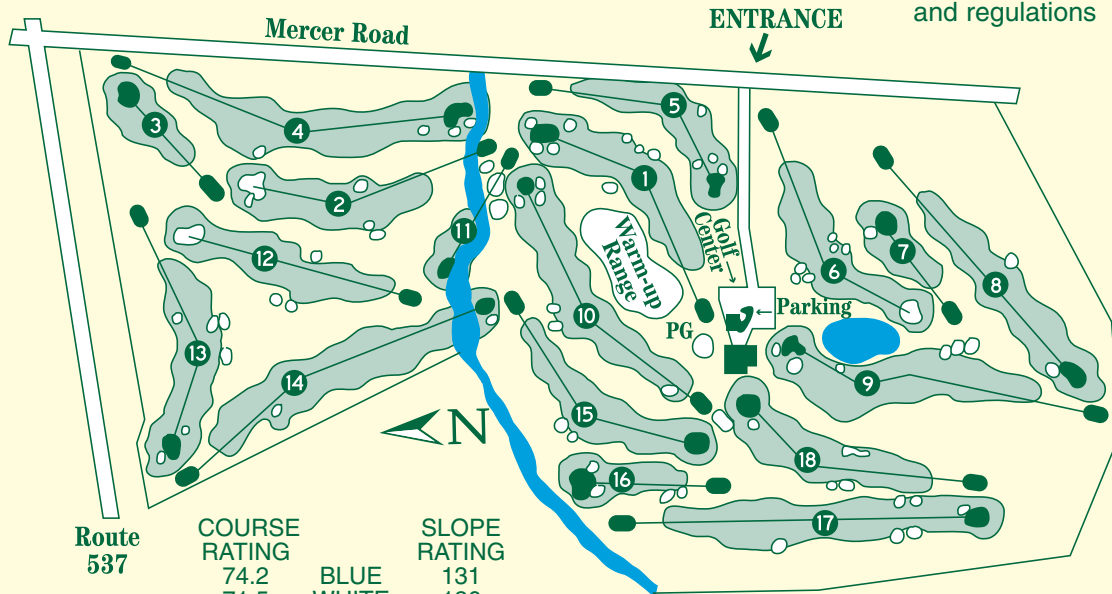 ENTRANCE
and regulations
Mercer Road
3
4
5
2
1
11
12
Golf
Center
Warm-up
Range
6
7
8
10
Parking
PG
13
14
9
15
N
18
16
17
Route
537
COURSE
RATING
SLOPE
RATING
74.2 BLUE 131